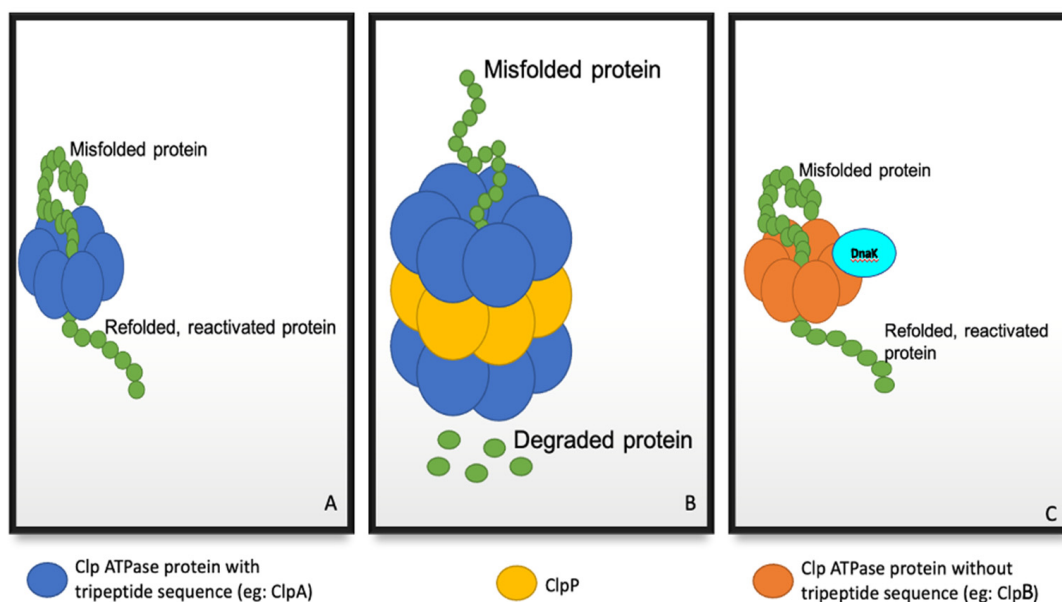 Misfolded protein
Refolded, reactivated protein
A
Misfolded protein
Degraded protein
B
Misfolded protein
DnaK
Refolded, reactivated
protein
C
Clp ATPase protein with
tripeptide sequence (eg: ClpA)
ClpP
Clp ATPase protein without
tripeptide sequence (eg: ClpB)